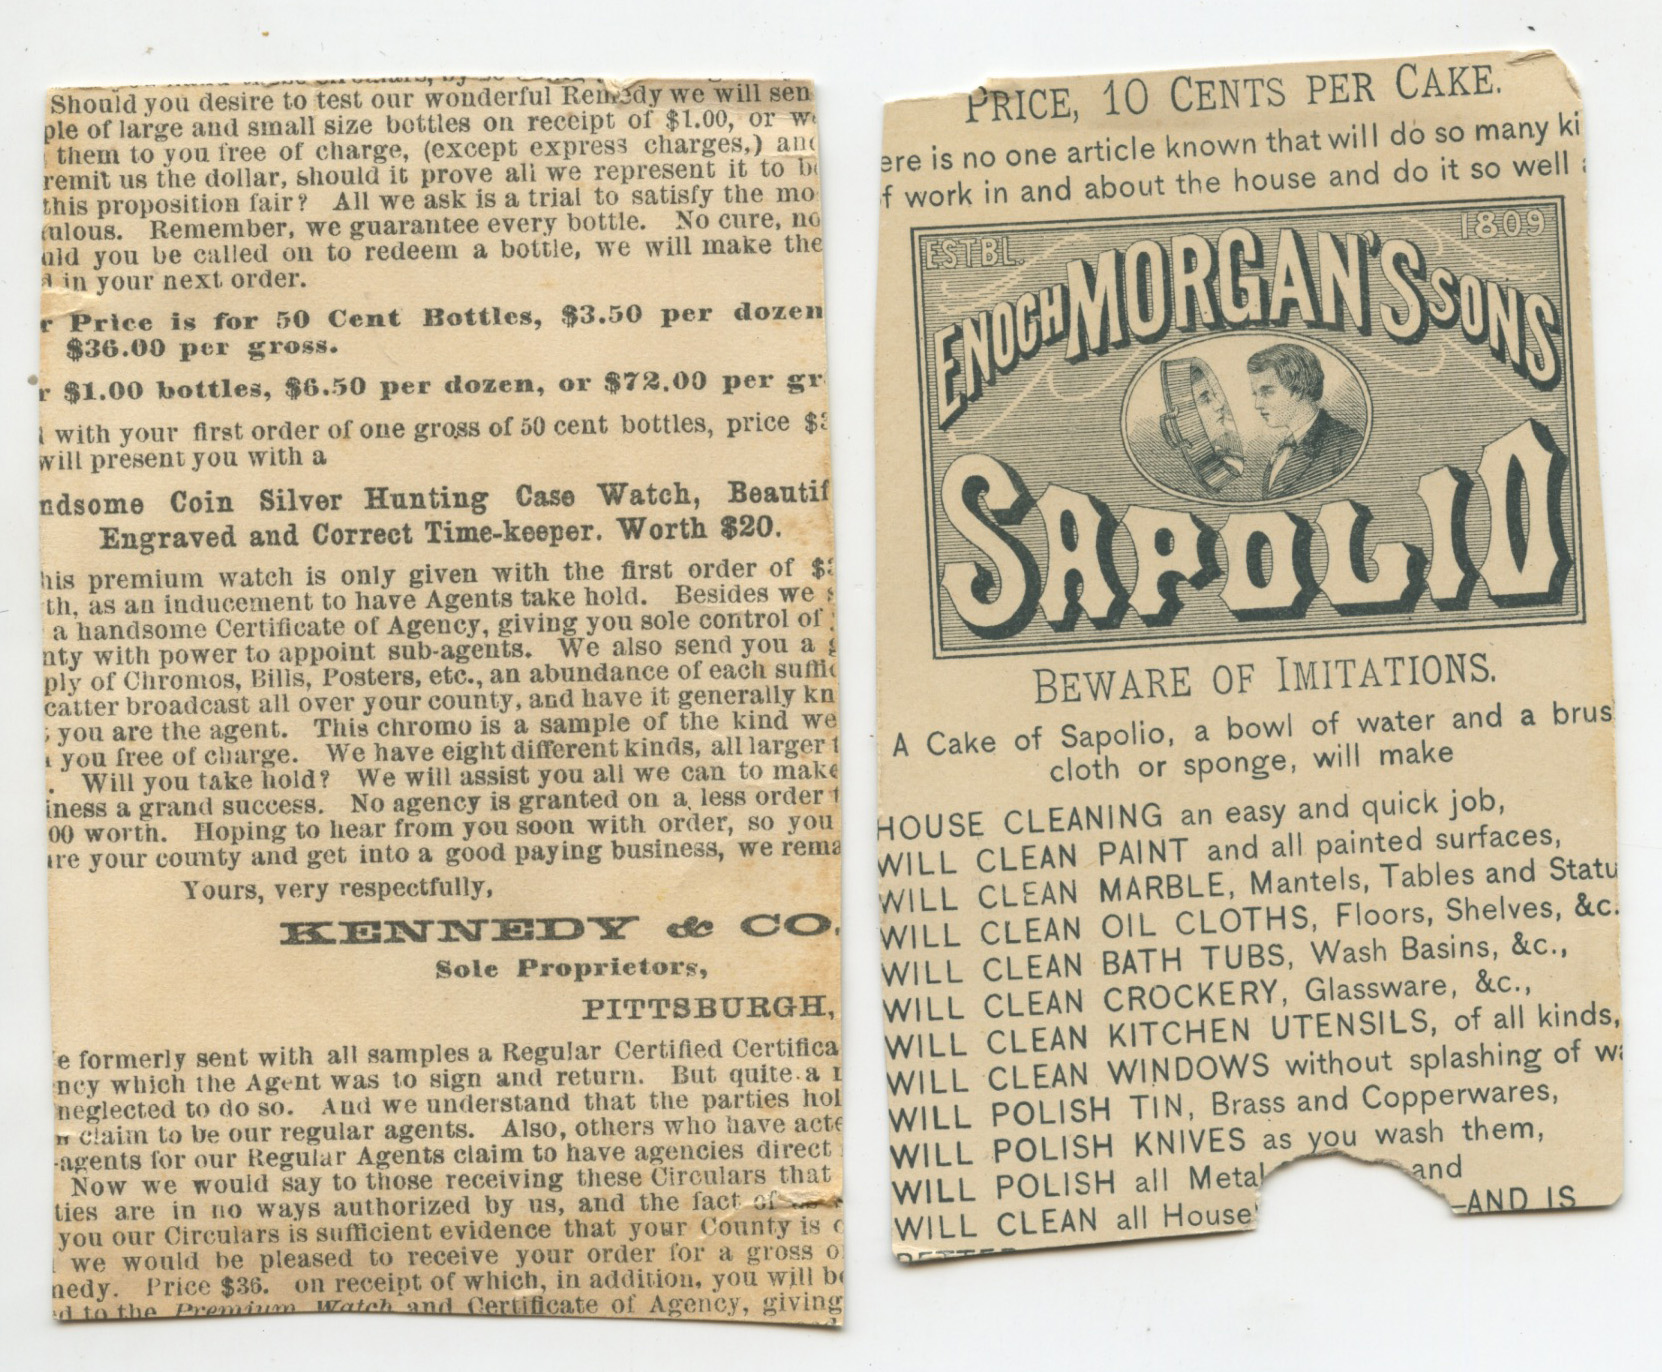 Should you desire to test our wonderful Remedy we will sen
ple of large and small size bottles on receipt of $1.00, or
them to you free of charge, (except express charges,) and
remit us the dollar, should it prove all we represent it to b
this proposition fair? All we ask is a trial to satisfy the mo
ulous. Remember, we guarantee every bottle. No cure, no
uld you be called on to redeem a bottle, we will make the
d in your next order.
r Price is for 50 Cent Bottles, $3.50 per dozen
$36.00 per gross.
r $1.00 bottles, $6.50 per dozen, or $72.00 per gr
with your first order of one gross of 50 cent bottles, price $3
will present you with a
ndsome Coin Silver Hunting Case Watch, Beautif
Engraved and Correct Time-keeper. Worth $20.
his premium watch is only given with the first order of $3
th, as an inducement to have Agents take hold. Besides we
a handsome Certificate of Agency, giving you sole control of
nty with power to appoint sub-agents. We also send you a
ply of Chromos, Bills, Posters, etc., an abundance of each suffic
catter broadcast all over your county, and have it generally kn
you are the agent. This chromo is a sample of the kind we
you free of charge. We have eight different kinds, all larger t
. Will you take hold? We will assist you all we can to make
iness a grand success. No agency is granted on a less order t
00 worth. Hoping to hear from you soon with order, so you
re your county and get into a good paying business, we rema
Yours, very respectfully,
KENNEDY & CO.
Sole Proprietors,
PITTSBURGH,
e formerly sent with all samples a Regular Certified Certifica
ncy which the Agent was to sign and return. But quite a
neglected to do so. And we understand that the parties hol
claim to be our regular agents. Also, others who have acte
-agents for our Regular Agents claim to have agencies direct
Now we would say to those receiving these Circulars that
ties are in no ways authorized by us, and the fact of
you our Circulars is sufficient evidence that your County is
we would be pleased to receive your order for a gross o
nedy. Price $36. on receipt of which, in addition, you will be
d to the Premium Watch and Certificate of Agency, giving
PRICE, 10 CENTS PER CAKE.
ere is no one article known that will do so many ki
f work in and about the house and do it so well
ESTBL. 1809
ENOCH MORGAN'S SONS
SAPOLIO
BEWARE OF IMITATIONS.
A Cake of Sapolio, a bowl of water and a brus
cloth or sponge, will make
HOUSE CLEANING an easy and quick job,
WILL CLEAN PAINT and all painted surfaces,
WILL CLEAN MARBLE, Mantels, Tables and Statu
WILL CLEAN OIL CLOTHS, Floors, Shelves, &c.
WILL CLEAN BATH TUBS, Wash Basins, &c.,
WILL CLEAN CROCKERY, Glassware, &c.,
WILL CLEAN KITCHEN UTENSILS, of all kinds,
WILL CLEAN WINDOWS without splashing of wa
WILL POLISH TIN, Brass and Copperwares,
WILL POLISH KNIVES as you wash them,
WILL POLISH all Metal and
WILL CLEAN all House —AND IS
BETTER